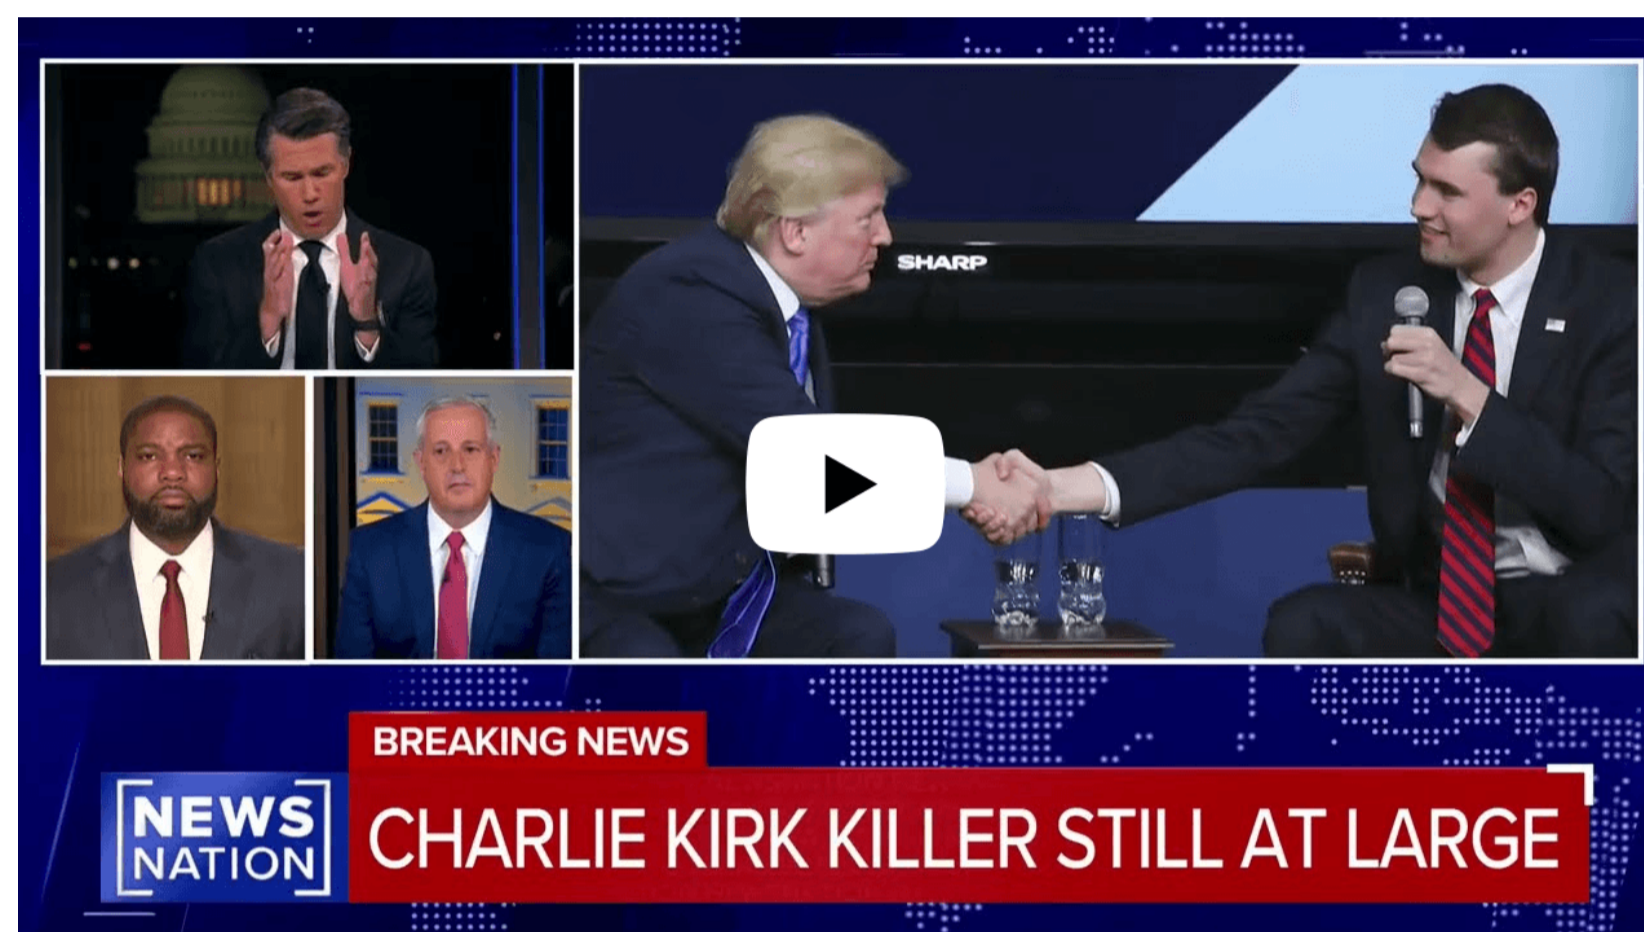 SHARP
BREAKING NEWS
NEWS
NATION
CHARLIE KIRK KILLER STILL AT LARGE